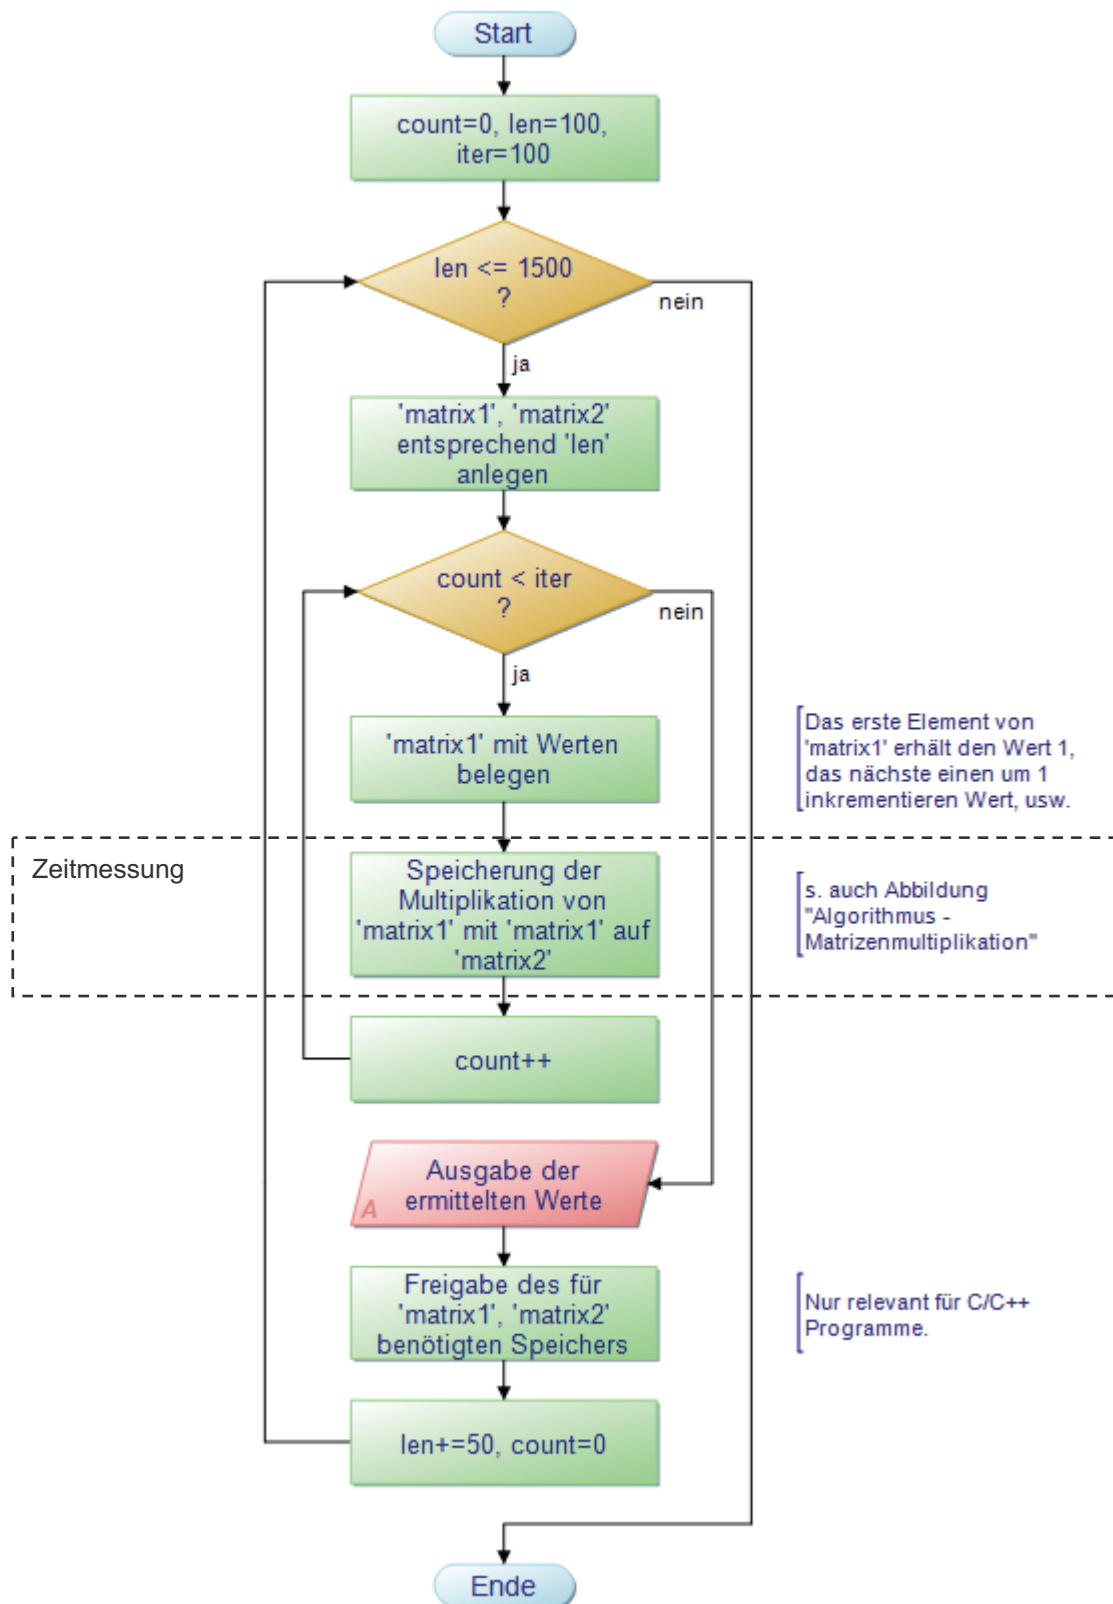 Start
count=0, len=100,
iter=100
len <= 1500
?
nein
ja
'matrix1', 'matrix2'
entsprechend 'len'
anlegen
count < iter
?
nein
ja
'matrix1' mit Werten
belegen
Das erste Element von
'matrix1' erhält den Wert 1,
das nächste einen um 1
inkrementieren Wert, usw.
Zeitmessung
Speicherung der
Multiplikation von
'matrix1' mit 'matrix1' auf
'matrix2'
s. auch Abbildung
"Algorithmus -
Matrizenmultiplikation"
count++
Ausgabe der
ermittelten Werte
A
Freigabe des für
'matrix1', 'matrix2'
benötigten Speichers
Nur relevant für C/C++
Programme.
len+=50, count=0
Ende